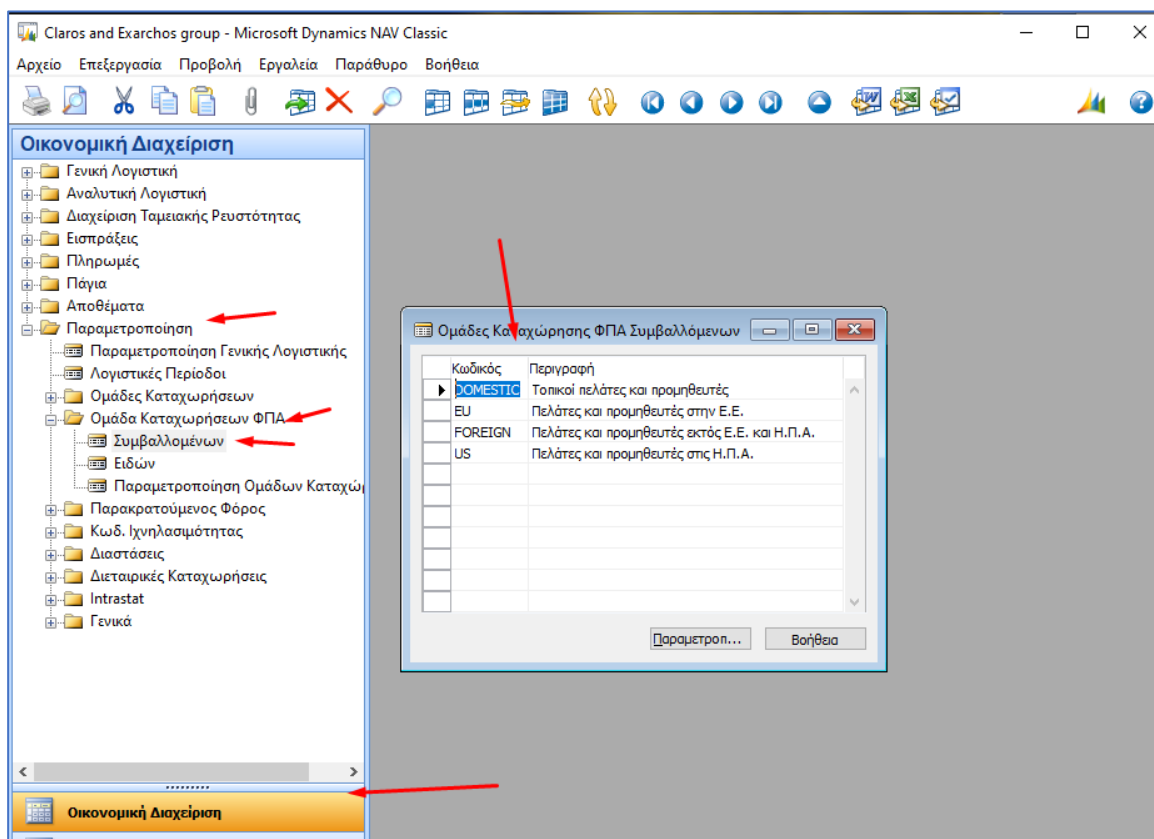 Claros and Exarchos group - Microsoft Dynamics NAV Classic
Αρχείο Επεξεργασία Προβολή Εργαλεία Παράθυρο Βοήθεια
Οικονομική Διαχείριση
Γενική Λογιστική
Αναλυτική Λογιστική
Διαχείριση Ταμειακής Ρευστότητας
Εισπράξεις
Πληρωμές
Πάγια
Αποθέματα
Παραμετροποίηση
Παραμετροποίηση Γενικής Λογιστικής
Λογιστικές Περίοδοι
Ομάδες Καταχωρήσεων
Ομάδα Καταχωρήσεων ΦΠΑ
Συμβαλλομένων
Ειδών
Παραμετροποίηση Ομάδων Καταχώρ
Παρακρατούμενος Φόρος
Κωδ. Ιχνηλασιμότητας
Διαστάσεις
Διεταιρικές Καταχωρήσεις
Intrastat
Γενικά
Οικονομική Διαχείριση
Ομάδες Καταχώρησης ΦΠΑ Συμβαλλόμενων
Κωδικός Περιγραφή
DOMESTIC Τοπικοί πελάτες και προμηθευτές
EU Πελάτες και προμηθευτές στην Ε.Ε.
FOREIGN Πελάτες και προμηθευτές εκτός Ε.Ε. και Η.Π.Α.
US Πελάτες και προμηθευτές στις Η.Π.Α.
Παραμετροπ... Βοήθεια